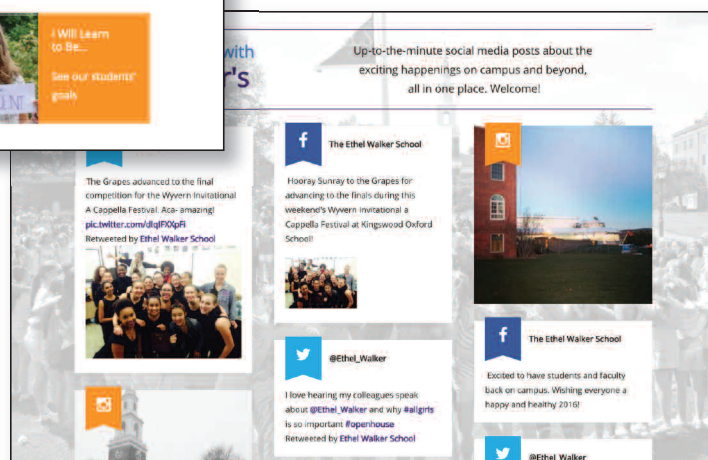 I Will Learn
to Be...
See our students'
goals
with
r's
Up-to-the-minute social media posts about the
exciting happenings on campus and beyond,
all in one place. Welcome!
The Grapes advanced to the final
competition for the Wyvern Invitational
A Cappella Festival. Aca- amazing!
pic.twitter.com/dlqlFXXpFi
Retweeted by Ethel Walker School
The Ethel Walker School
Hooray Sunray to the Grapes for
advancing to the finals during this
weekend's Wyvern Invitational a
Cappella Festival at Kingswood Oxford
School!
@Ethel_Walker
I love hearing my colleagues speak
about @Ethel_Walker and why #allgirls
is so important #openhouse
Retweeted by Ethel Walker School
The Ethel Walker School
Excited to have students and faculty
back on campus. Wishing everyone a
happy and healthy 2016!
@Ethel_Walker